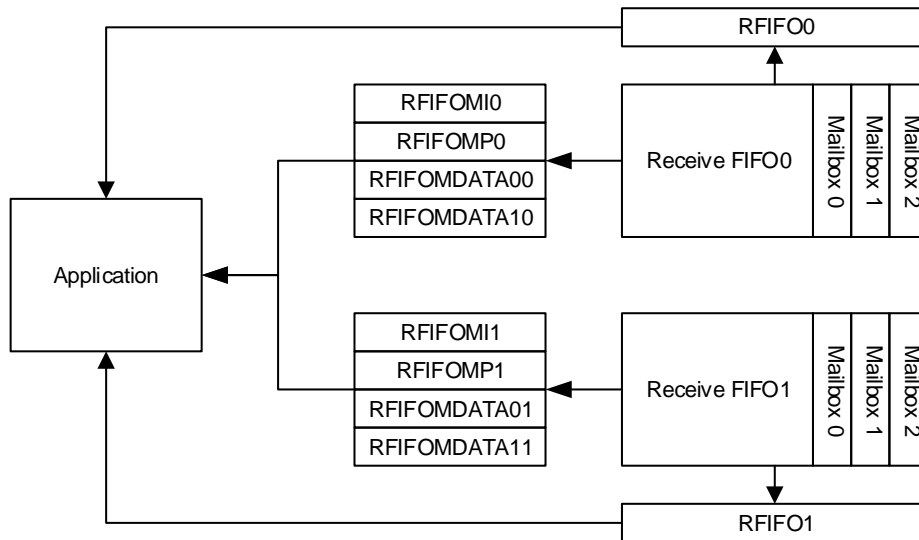 RFIFO0
RFIFOMI0
RFIFOMP0
RFIFOMDATA00
RFIFOMDATA10
Receive FIFO0
Mailbox 0
Mailbox 1
Mailbox 2
Application
RFIFOMI1
RFIFOMP1
RFIFOMDATA01
RFIFOMDATA11
Receive FIFO1
Mailbox 0
Mailbox 1
Mailbox 2
RFIFO1